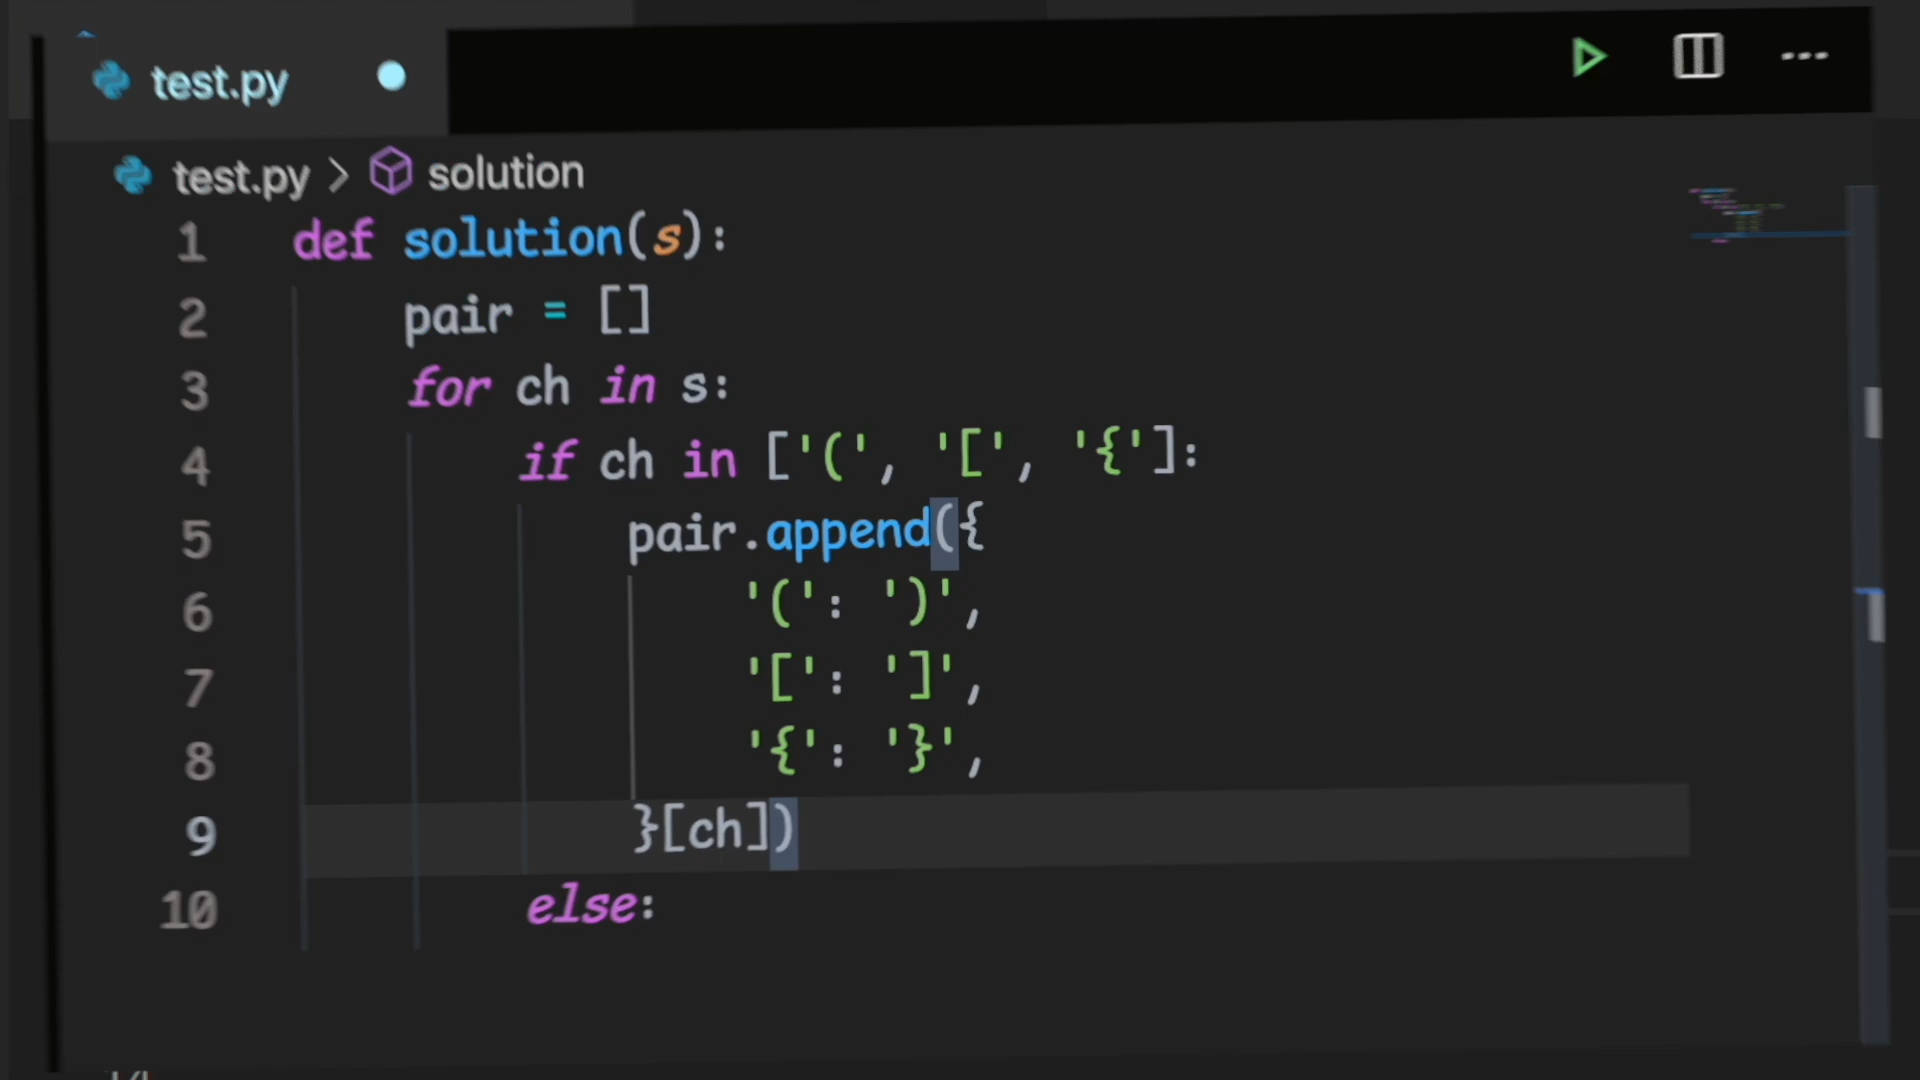 test.py
test.py > solution
1 def solution(s):
2 pair = []
3 for ch in s:
4 if ch in ['(', '[', '{']:
5 pair.append({
6 '(': ')',
7 '[': ']',
8 '{': '}',
9 }[ch])
10 else: